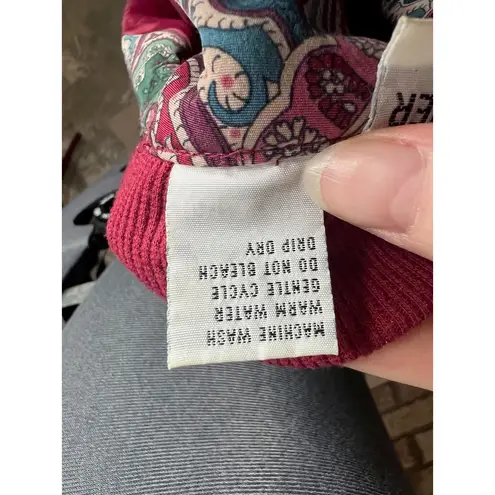 MACHINE WASH
WARM WATER
GENTLE CYCLE
DO NOT BLEACH
DRIP DRY